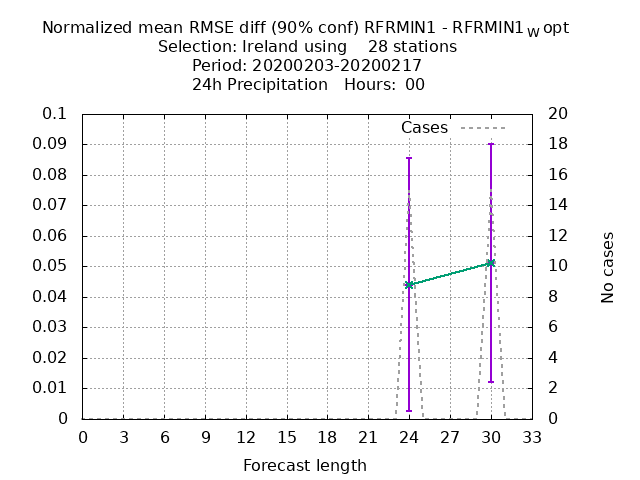 Normalized mean RMSE diff (90% conf) RFRMIN1 - RFRMIN1wopt
Selection: Ireland using 28 stations
Period: 20200203-20200217
24h Precipitation Hours: 00
0.1
0.09
0.08
0.07
0.06
0.05
0.04
0.03
0.02
0.01
0
Cases
20
18
16
14
12
10
8
6
4
2
0
No cases
0 3 6 9 12 15 18 21 24 27 30 33
Forecast length